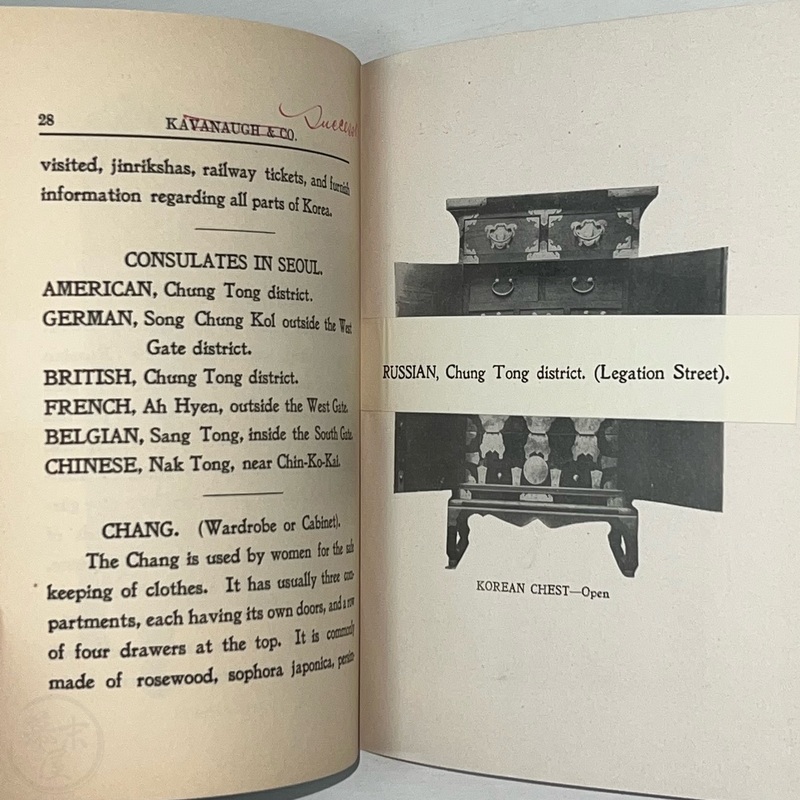 28
KAVANAUGH & CO.
visited, jinrikshas, railway tickets, and furnish
information regarding all parts of Korea.
CONSULATES IN SEOUL.
AMERICAN, Chung Tong district.
GERMAN, Song Chung Kol outside the West
Gate district.
BRITISH, Chung Tong district.
FRENCH, Ah Hyen, outside the West Gate.
BELGIAN, Sang Tong, inside the South Gate.
CHINESE, Nak Tong, near Chin-Ko-Kai.
CHANG. (Wardrobe or Cabinet).
The Chang is used by women for the safe
keeping of clothes. It has usually three com-
partments, each having its own doors, and a row
of four drawers at the top. It is commonly
made of rosewood, sophora japonica, persim-
RUSSIAN, Chung Tong district. (Legation Street).
KOREAN CHEST—Open